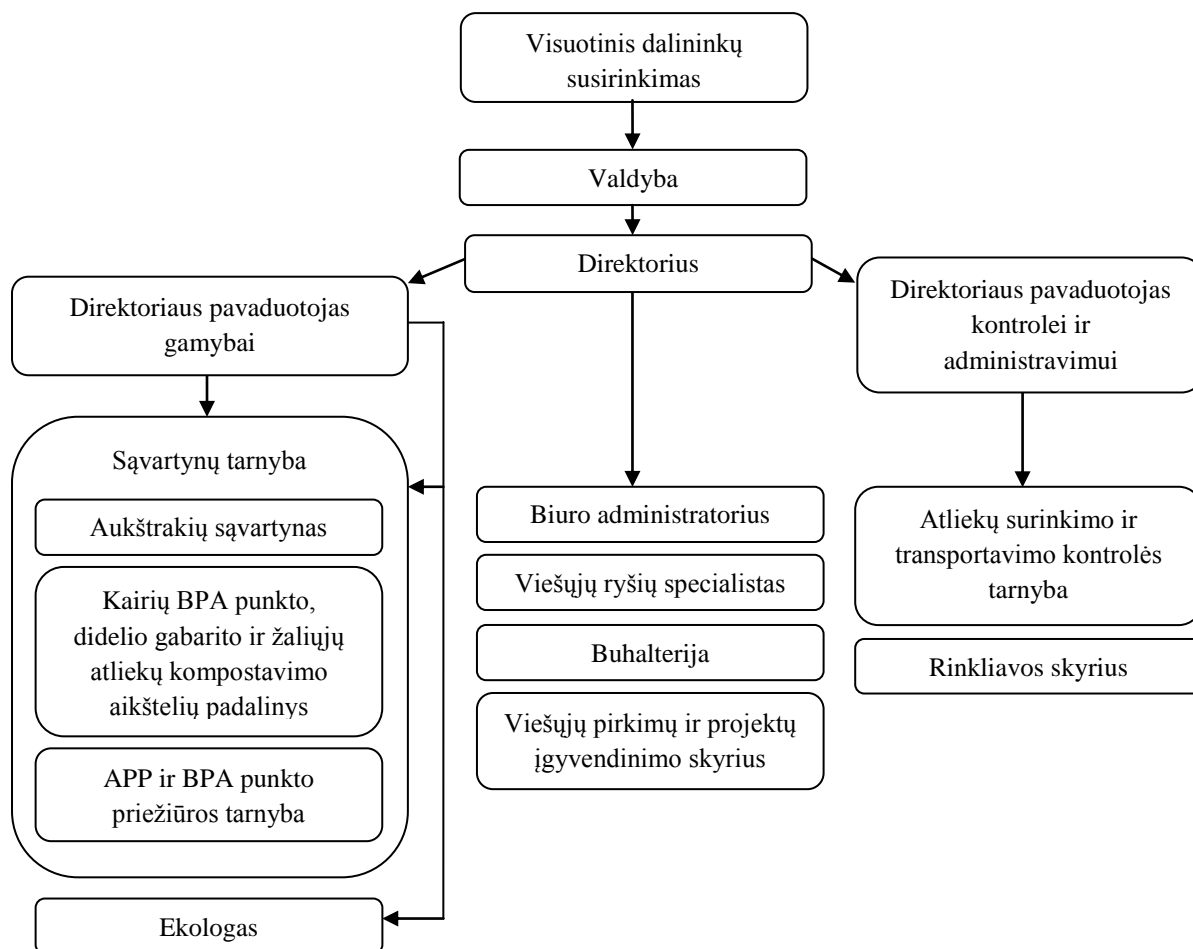 Visuotinis dalininkų
susirinkimas
Valdyba
Direktorius
Direktoriaus pavaduotojas
gamybai
Direktoriaus pavaduotojas
kontrolei ir
administravimui
Sąvartynų tarnyba
Aukštrakių sąvartynas
Kairių BPA punkto,
didelio gabarito ir žaliųjų
atliekų kompostavimo
aikštelių padalinys
APP ir BPA punkto
priežiūros tarnyba
Ekologas
Biuro administratorius
Viešųjų ryšių specialistas
Buhalterija
Viešųjų pirkimų ir projektų
įgyvendinimo skyrius
Atliekų surinkimo ir
transportavimo kontrolės
tarnyba
Rinkliavos skyrius